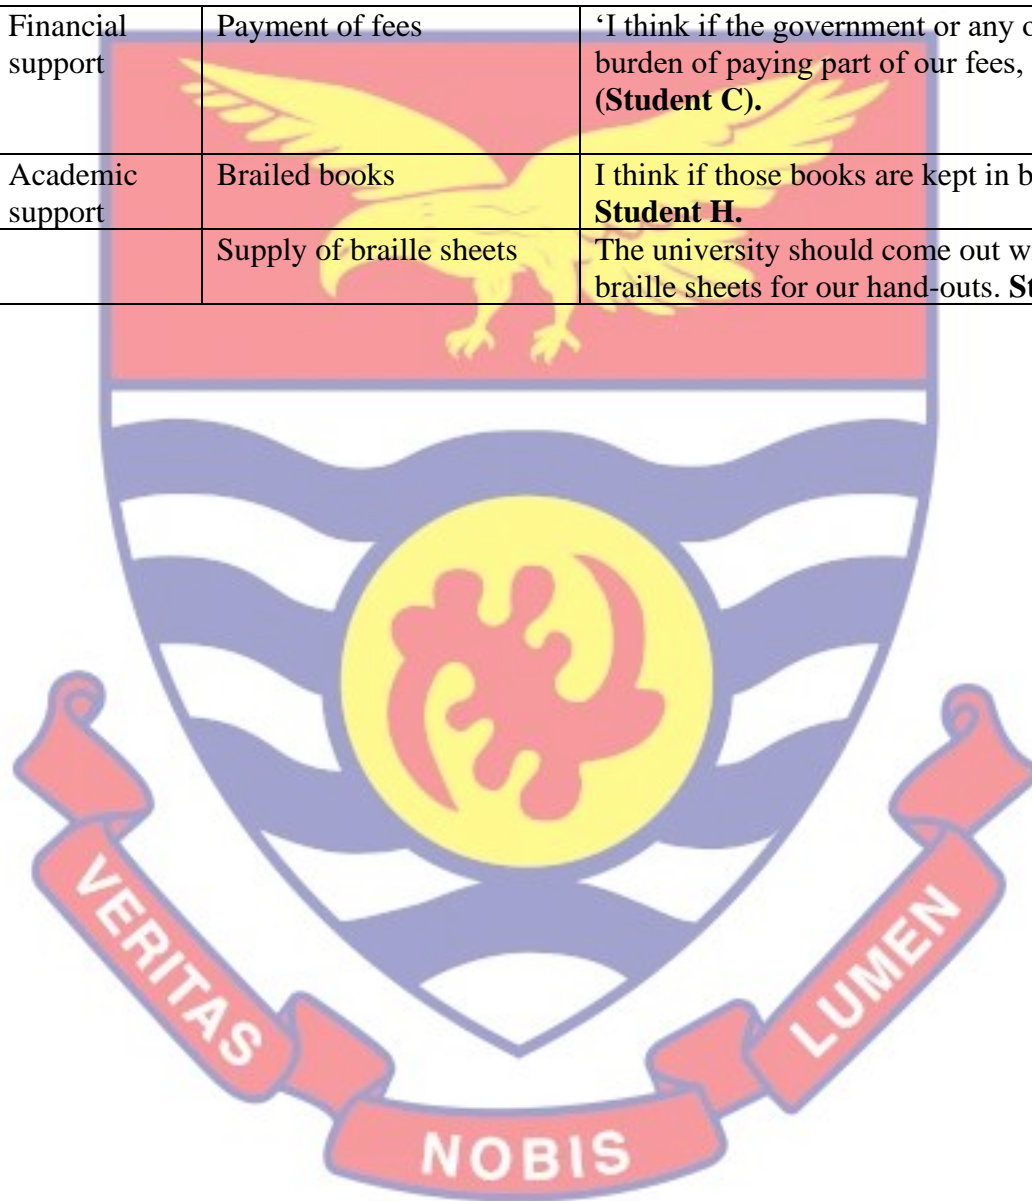 Financial support
Payment of fees
‘I think if the government or any
burden of paying part of our fees,
(Student C).
Academic support
Brailed books
I think if those books are kept in
Student H.
Supply of braille sheets
The university should come out
braille sheets for our hand-outs.
VERITAS
NOBIS
LUMEN